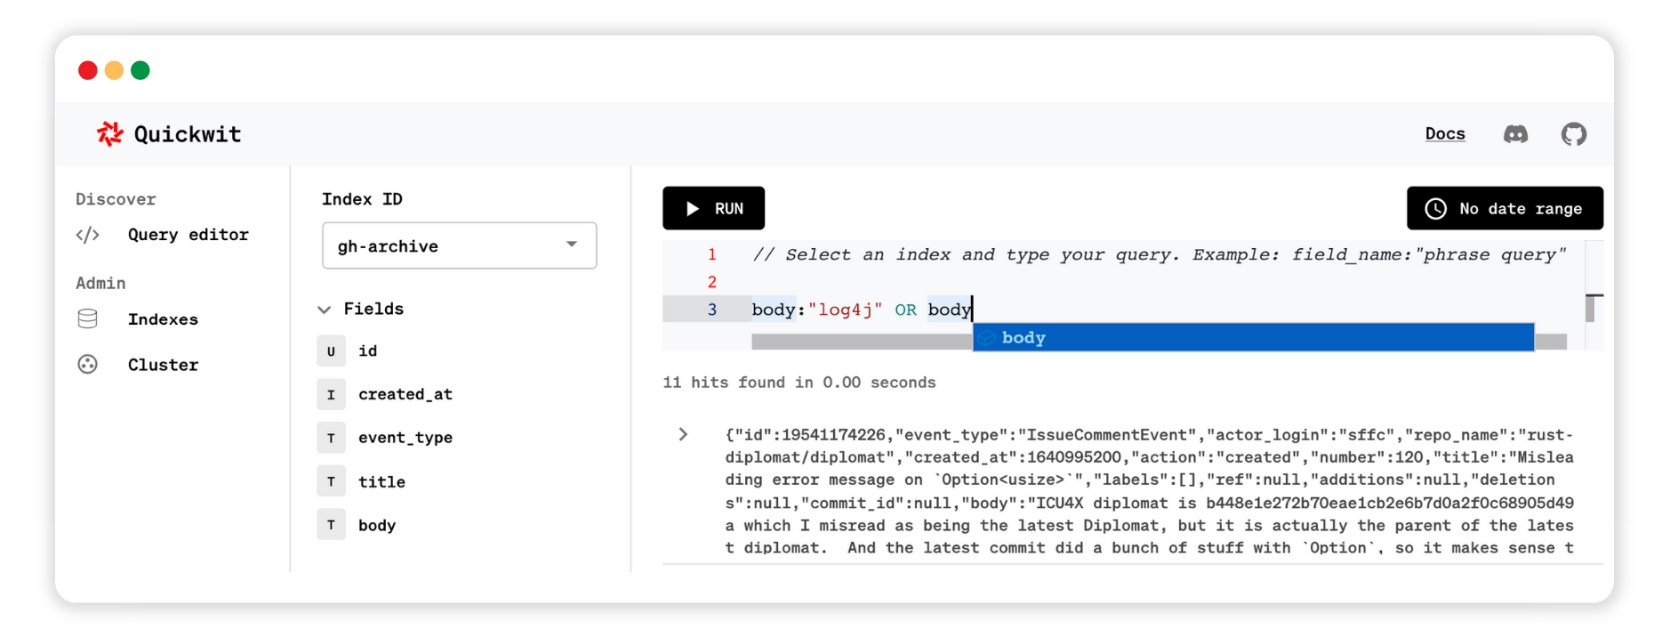 Quickwit
Docs
Discover
</> Query editor
Admin
Indexes
Cluster
Index ID
gh-archive
Fields
U id
I created_at
T event_type
T title
T body
RUN
No date range
1 // Select an index and type your query. Example: field_name:"phrase query"
2
3 body:"log4j" OR body
body
11 hits found in 0.00 seconds
{"id":19541174226,"event_type":"IssueCommentEvent","actor_login":"sffc","repo_name":"rust-
diplomat/diplomat","created_at":1640995200,"action":"created","number":120,"title":"Mislea
ding error message on `Option<usize>`","labels":[],"ref":null,"additions":null,"deletion
s":null,"commit_id":null,"body":"ICU4X diplomat is b448e1e272b70eae1cb2e6b7d0a2f0c68905d49
a which I misread as being the latest Diplomat, but it is actually the parent of the lates
t diplomat.  And the latest commit did a bunch of stuff with `Option`, so it makes sense t